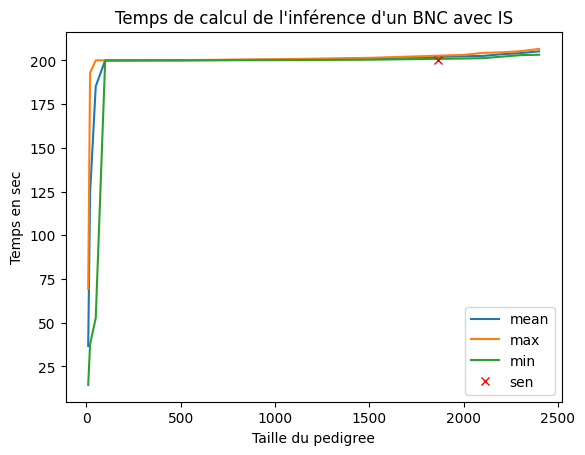 Temps de calcul de l'inférence d'un BNC avec IS
Temps en sec
200
175
150
125
100
75
50
25
mean
max
min
sen
0 500 1000 1500 2000 2500
Taille du pedigree